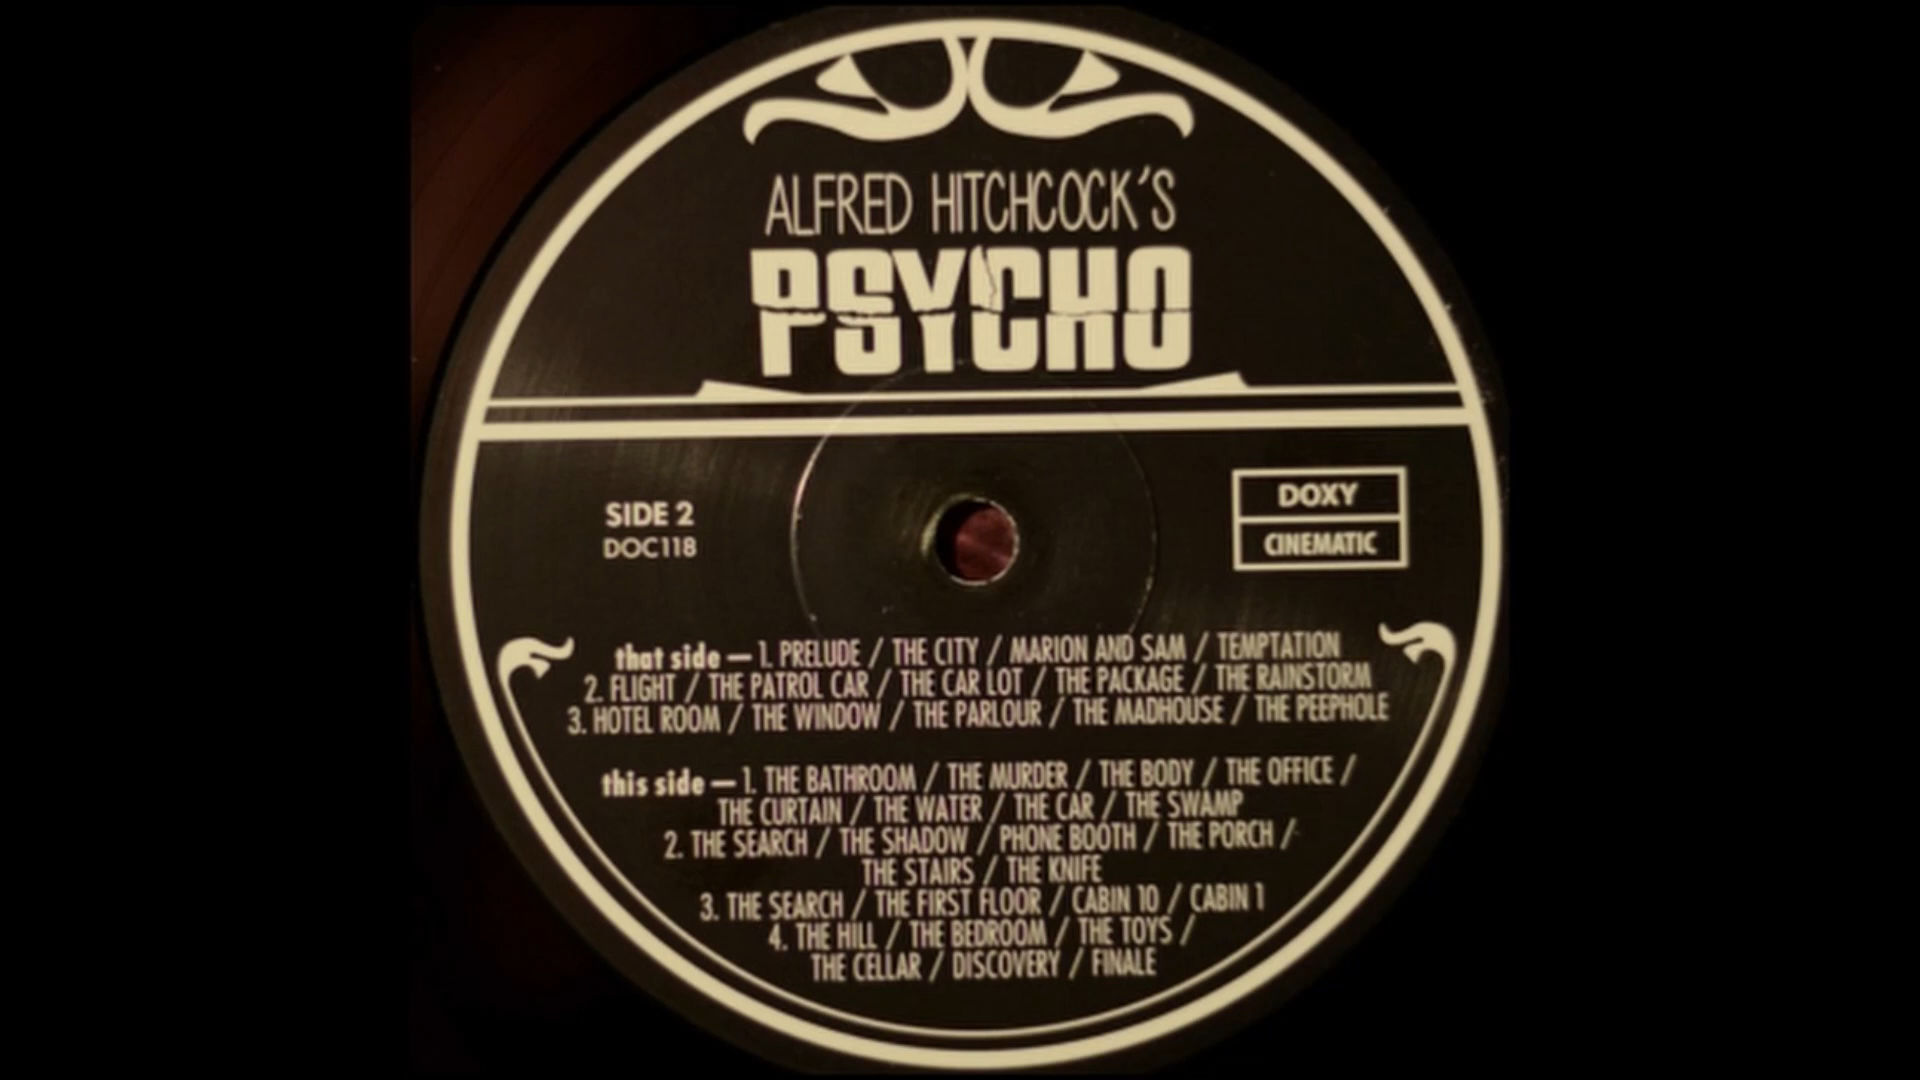 ALFRED HITCHCOCK'S
PSYCHO
SIDE 2
DOC118
DOXY
CINEMATIC
that side — 1. PRELUDE / THE CITY / MARION AND SAM / TEMPTATION
2. FLIGHT / THE PATROL CAR / THE CAR LOT / THE PACKAGE / THE RAINSTORM
3. HOTEL ROOM / THE WINDOW / THE PARLOUR / THE MADHOUSE / THE PEEPHOLE
this side — 1. THE BATHROOM / THE MURDER / THE BODY / THE OFFICE /
THE CURTAIN / THE WATER / THE CAR / THE SWAMP
2. THE SEARCH / THE SHADOW / PHONE BOOTH / THE PORCH /
THE STAIRS / THE KNIFE
3. THE SEARCH / THE FIRST FLOOR / CABIN 10 / CABIN 1
4. THE HILL / THE BEDROOM / THE TOYS /
THE CELLAR / DISCOVERY / FINALE